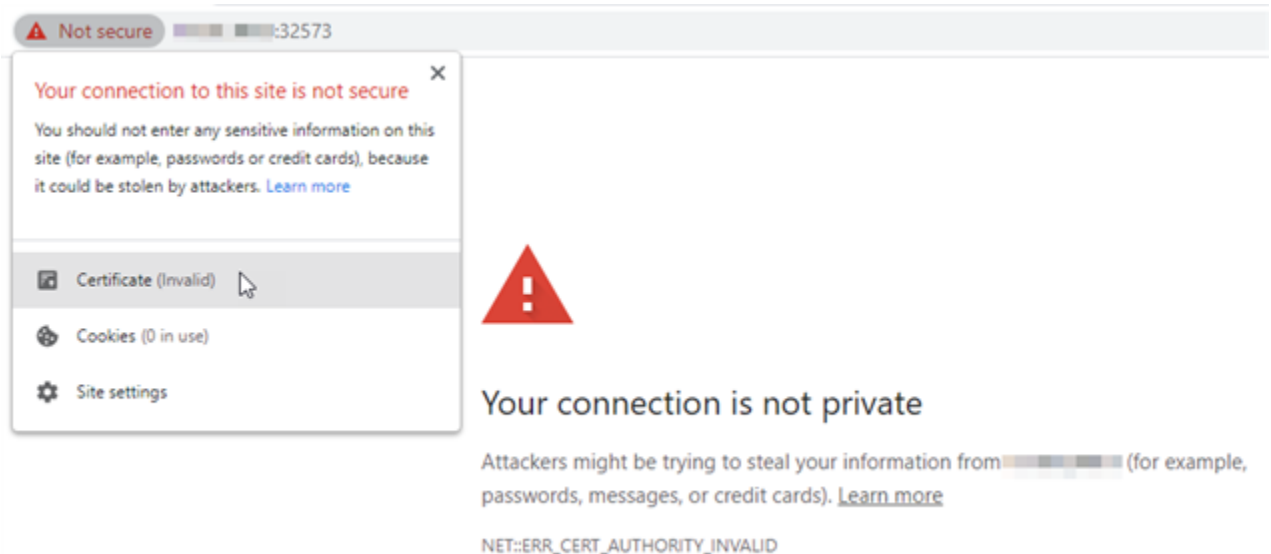 Not secure :32573
Your connection to this site is not secure
You should not enter any sensitive information on this
site (for example, passwords or credit cards), because
it could be stolen by attackers. Learn more
Certificate (Invalid)
Cookies (0 in use)
Site settings
Your connection is not private
Attackers might be trying to steal your information from (for example,
passwords, messages, or credit cards). Learn more
NET::ERR_CERT_AUTHORITY_INVALID